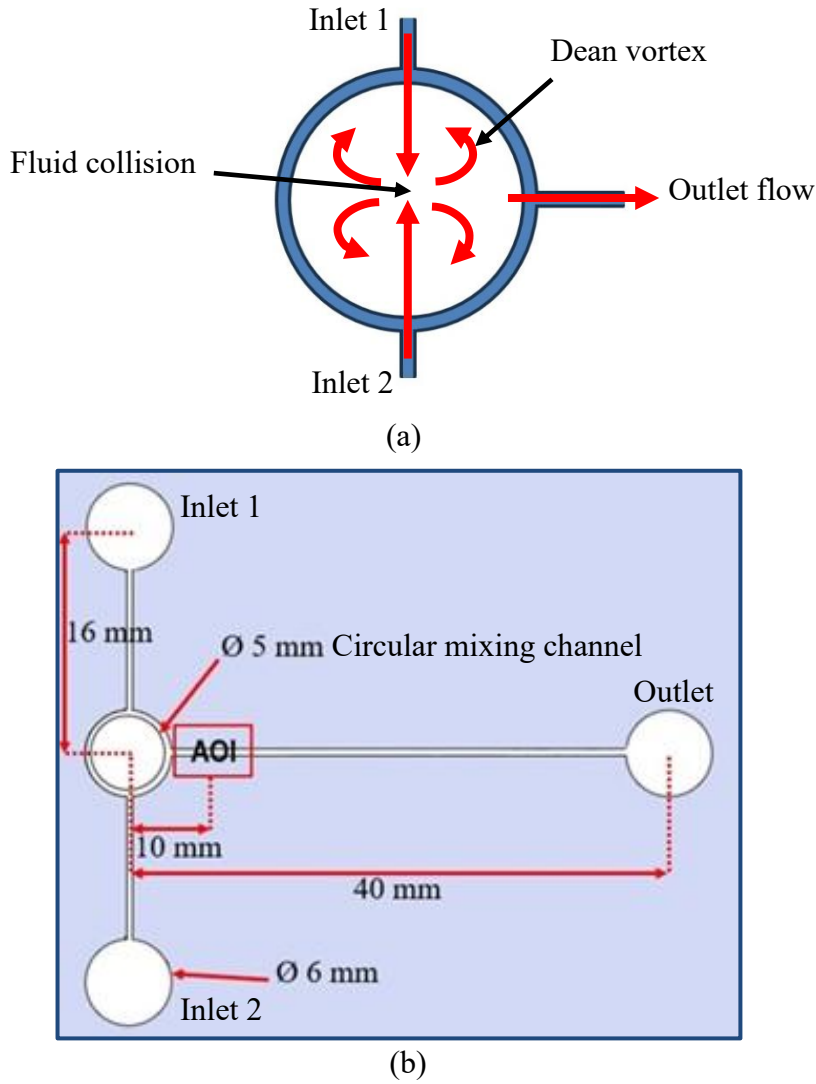 Inlet 1
Dean vortex
Fluid collision
Outlet flow
Inlet 2
(a)
Inlet 1
16 mm
Ø 5 mm Circular mixing channel
Outlet
AOI
10 mm
40 mm
Ø 6 mm
Inlet 2
(b)